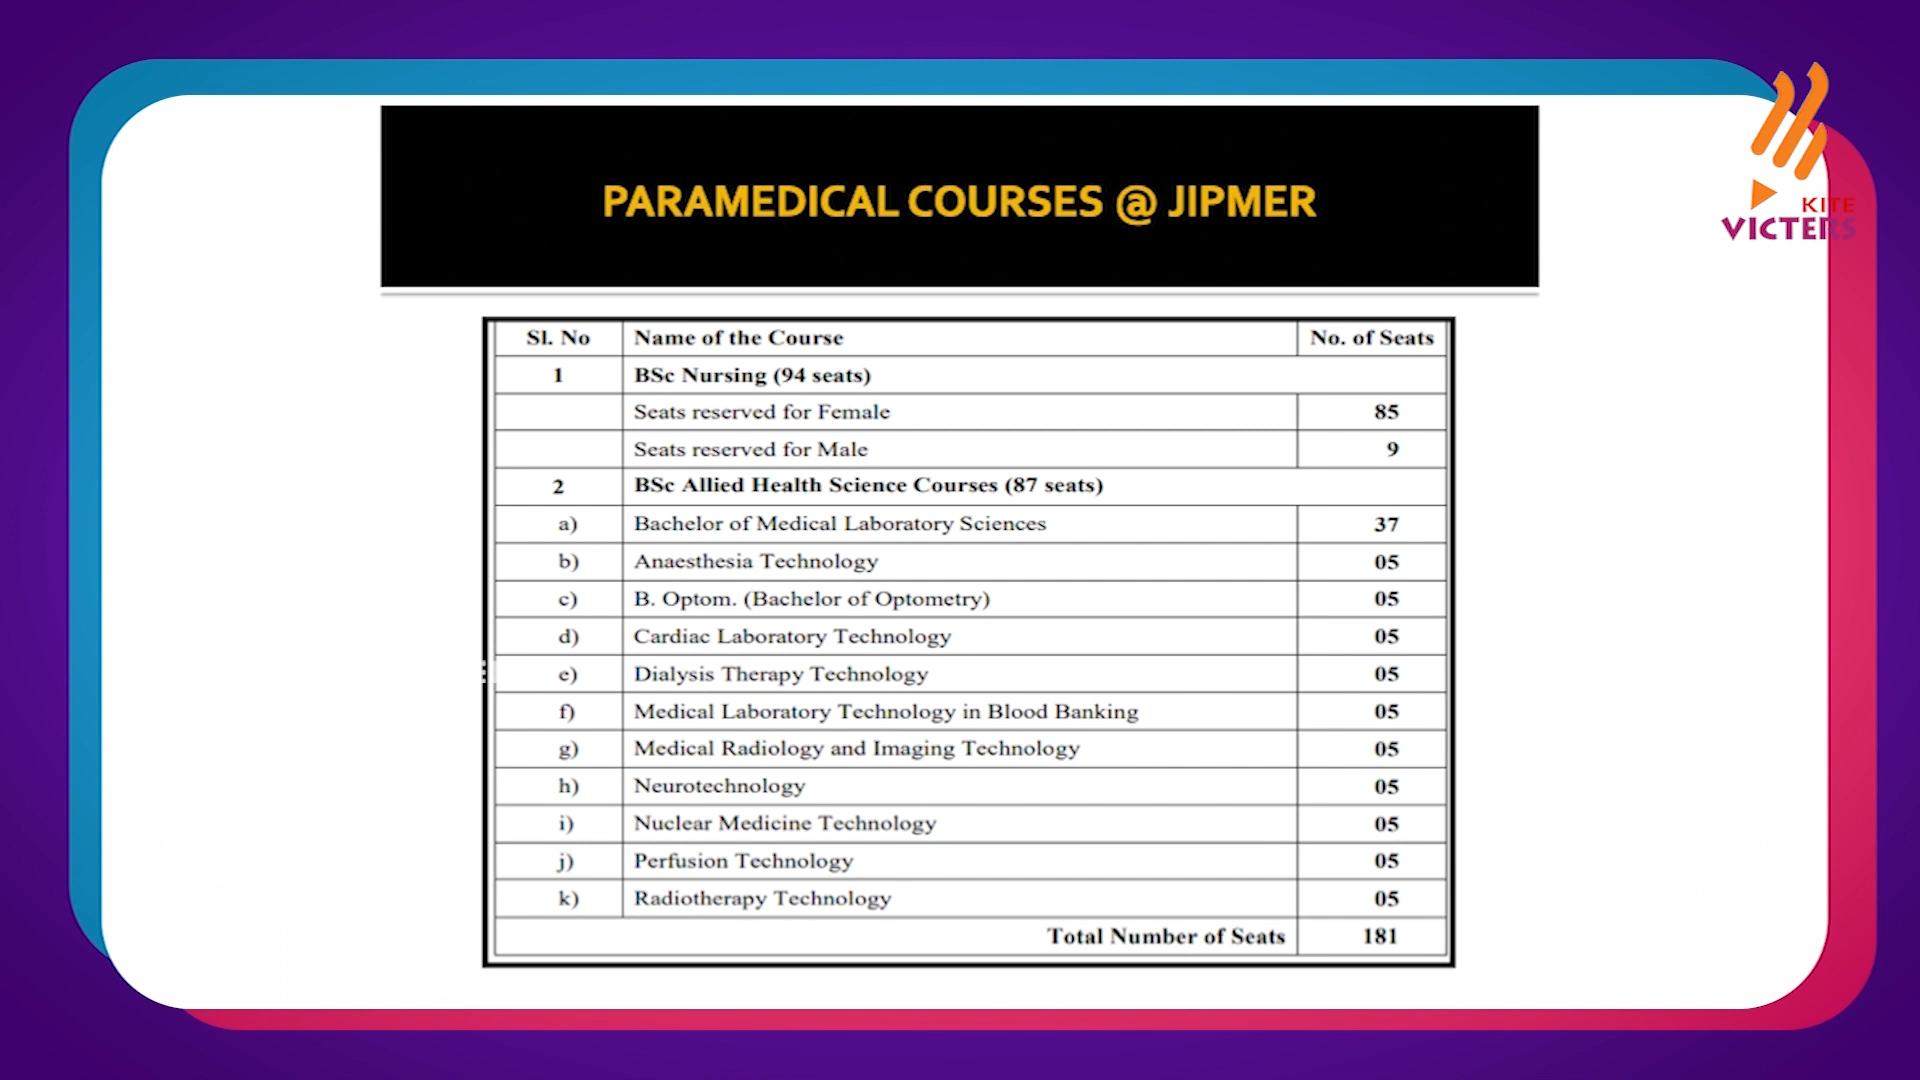 PARAMEDICAL COURSES @ JIPMER
KITE
VICTERS
Sl. No Name of the Course No. of Seats
1 BSc Nursing (94 seats)
Seats reserved for Female 85
Seats reserved for Male 9
2 BSc Allied Health Science Courses (87 seats)
a) Bachelor of Medical Laboratory Sciences 37
b) Anaesthesia Technology 05
c) B. Optom. (Bachelor of Optometry) 05
d) Cardiac Laboratory Technology 05
e) Dialysis Therapy Technology 05
f) Medical Laboratory Technology in Blood Banking 05
g) Medical Radiology and Imaging Technology 05
h) Neurotechnology 05
i) Nuclear Medicine Technology 05
j) Perfusion Technology 05
k) Radiotherapy Technology 05
Total Number of Seats 181